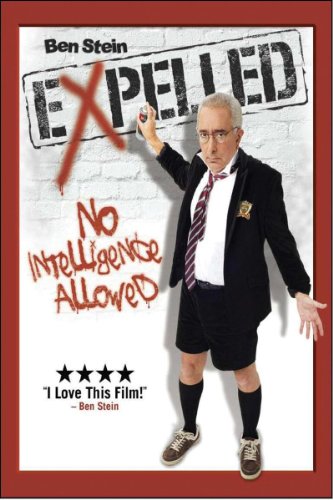 Ben Stein
EXPELLED
No
Intelligence
Allowed
★★★★
“I Love This Film!”
– Ben Stein